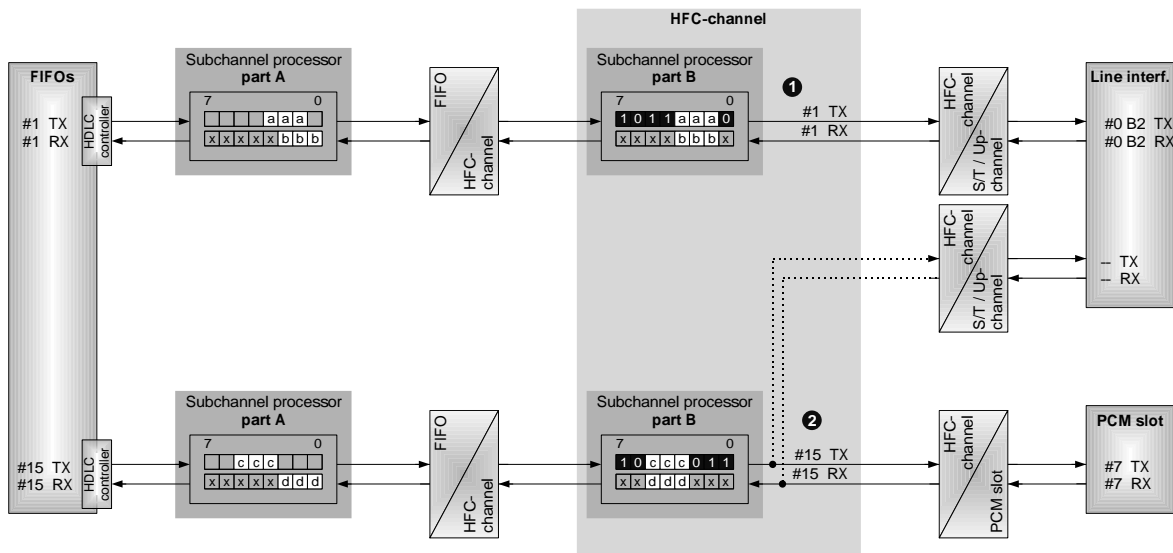 HFC-channel
FIFOs
#1 TX
#1 RX
HDLC controller
Subchannel processor
part A
7 0
a a a
x x x x x b b b
FIFO
HFC-channel
Subchannel processor
part B
7 0
1 0 1 1 a a a 0
x x x x b b b x
1
#1 TX
#1 RX
HFC-channel
S/T / Up-channel
Line interf.
#0 B2 TX
#0 B2 RX
HFC-channel
S/T / Up-channel
-- TX
-- RX
#15 TX
#15 RX
HDLC controller
Subchannel processor
part A
7 0
c c c
x x x x x d d d
FIFO
HFC-channel
Subchannel processor
part B
7 0
1 0 c c c 0 1 1
x x d d d x x x
2
#15 TX
#15 RX
HFC-channel
PCM slot
PCM slot
#7 TX
#7 RX